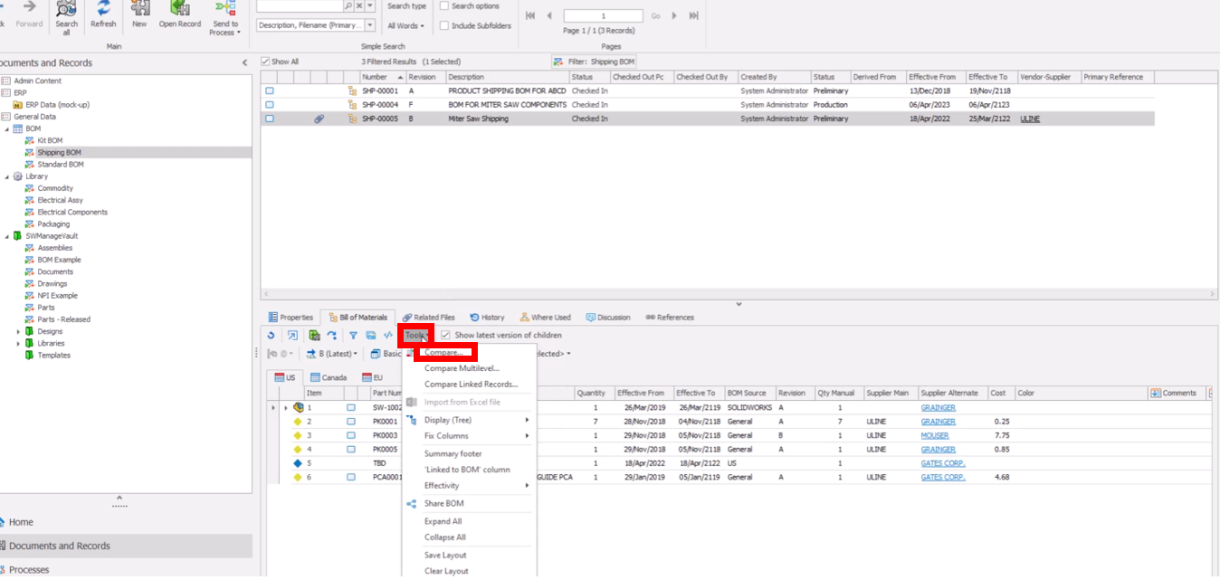 Forward
Search all
Refresh
New
Open Record
Send to Process
Main
Description, Filename (Primary...
Search type
Search options
All Words
Include Subfolders
Simple Search
1
Go
Page 1 / 1 (3 Records)
Pages
ocuments and Records
Show All
3 Filtered Results (1 Selected)
Filter: Shipping BOM
Number Revision Description Status Checked Out Pc Checked Out By Created By Status Derived From Effective From Effective To Vendor-Supplier Primary Reference
SHP-00001 A PRODUCT SHIPPING BOM FOR ABCD Checked In System Administrator Preliminary 13/Dec/2018 19/Nov/2118
SHP-00004 F BOM FOR MITER SAW COMPONENTS Checked In System Administrator Production 06/Apr/2023 06/Apr/2123
SHP-00005 B Miter Saw Shipping Checked In System Administrator Preliminary 18/Apr/2022 25/Mar/2122 ULINE
Admin Content
ERP
ERP Data (mock-up)
General Data
BOM
Kit BOM
Shipping BOM
Standard BOM
Library
Commodity
Electrical Assy
Electrical Components
Packaging
SWManageVault
Assemblies
BOM Example
Documents
Drawings
NPI Example
Parts
Parts - Released
Designs
Libraries
Templates
Home
Documents and Records
Processes
Properties Bill of Materials Related Files History Where Used Discussion References
Tools Show latest version of children
B (Latest) Basic elected>
US Canada EU
Item Part Num Quantity Effective From Effective To BOM Source Revision Qty Manual Supplier Main Supplier Alternate Cost Color Comments
1 SW-1002 1 26/Mar/2019 26/Mar/2119 SOLIDWORKS A 1 GRAINGER
2 PK0001 7 28/Nov/2018 04/Nov/2118 General A 7 ULINE GRAINGER 0.25
3 PK0003 1 29/Nov/2018 05/Nov/2118 General B 1 ULINE MOUSER 7.75
4 PK0005 1 29/Nov/2018 05/Nov/2118 General A 1 ULINE GRAINGER 0.85
5 TBD 1 18/Apr/2022 18/Apr/2122 US 1 GATES CORP.
6 PCA0001 GUIDE PCA 1 29/Jan/2019 05/Jan/2119 General A 1 ULINE GATES CORP. 4.68
Compare...
Compare Multilevel...
Compare Linked Records...
Import from Excel file
Display (Tree)
Fix Columns
Summary footer
'Linked to BOM' column
Effectivity
Share BOM
Expand All
Collapse All
Save Layout
Clear Layout